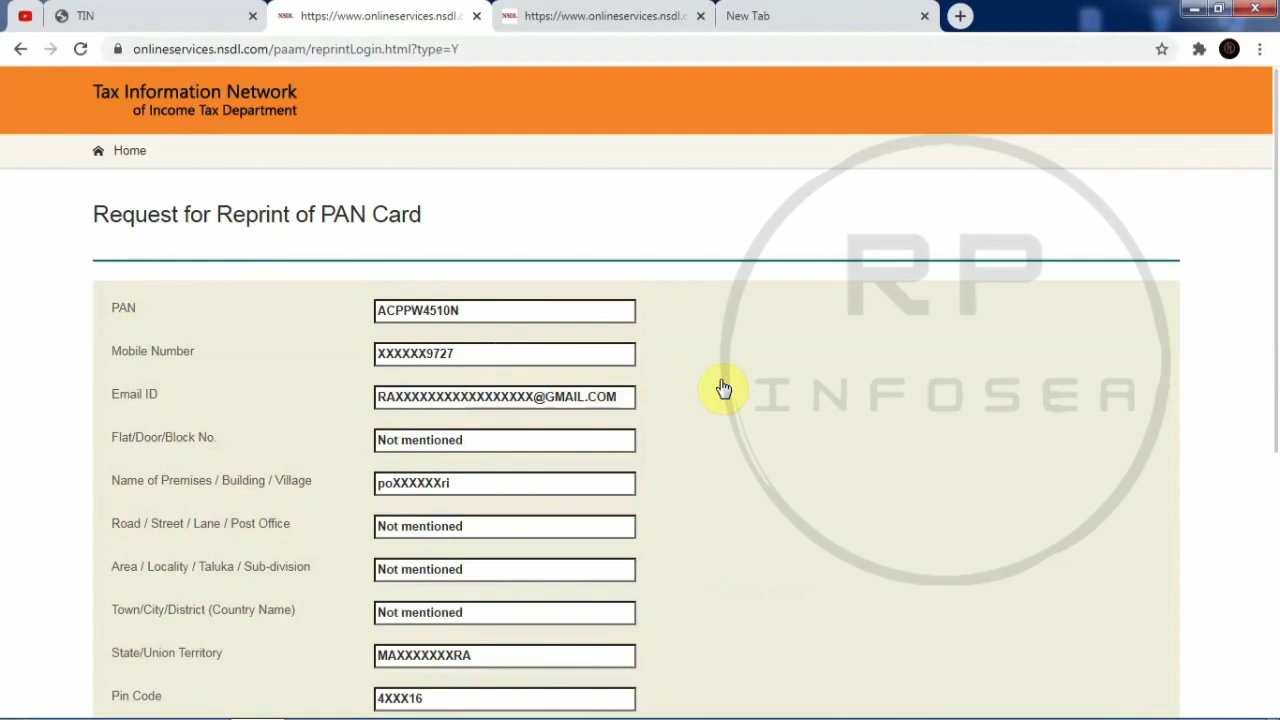 TIN
NSDL https://www.onlineservices.nsdl.c
NSDL https://www.onlineservices.nsdl.c
New Tab
onlineservices.nsdl.com/paam/reprintLogin.html?type=Y
Tax Information Network
of Income Tax Department
Home
Request for Reprint of PAN Card
PAN ACPPW4510N
Mobile Number XXXXXX9727
Email ID RAXXXXXXXXXXXXXXXXX@GMAIL.COM
Flat/Door/Block No. Not mentioned
Name of Premises / Building / Village poXXXXXXri
Road / Street / Lane / Post Office Not mentioned
Area / Locality / Taluka / Sub-division Not mentioned
Town/City/District (Country Name) Not mentioned
State/Union Territory MAXXXXXXXRA
Pin Code 4XXX16
RP
INFOSEA